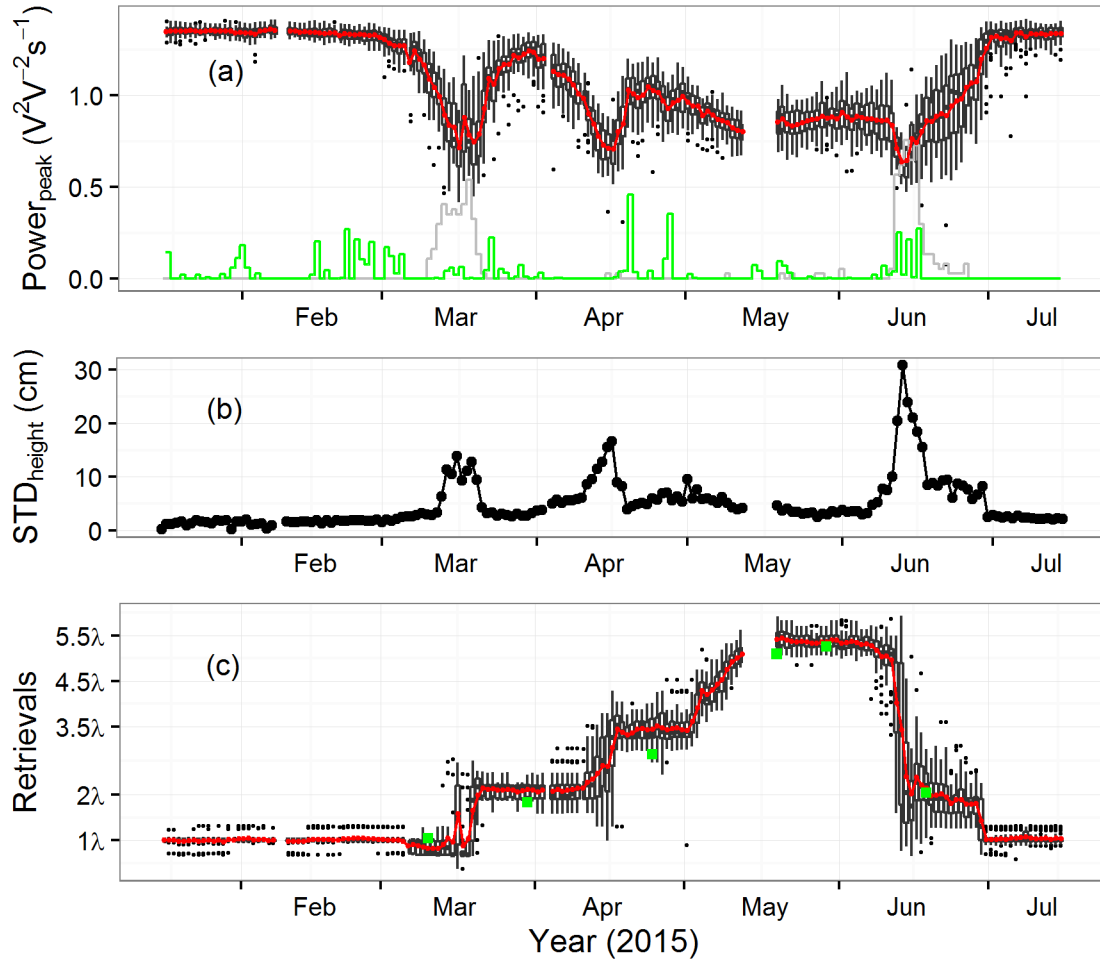 Power_peak (V²V⁻²s⁻¹)
(a)
1.0
0.5
0.0
Feb Mar Apr May Jun Jul
STD_height (cm)
(b)
30
20
10
0
Feb Mar Apr May Jun Jul
Retrievals
(c)
5.5λ
4.5λ
3.5λ
2λ
1λ
Feb Mar Apr May Jun Jul
Year (2015)